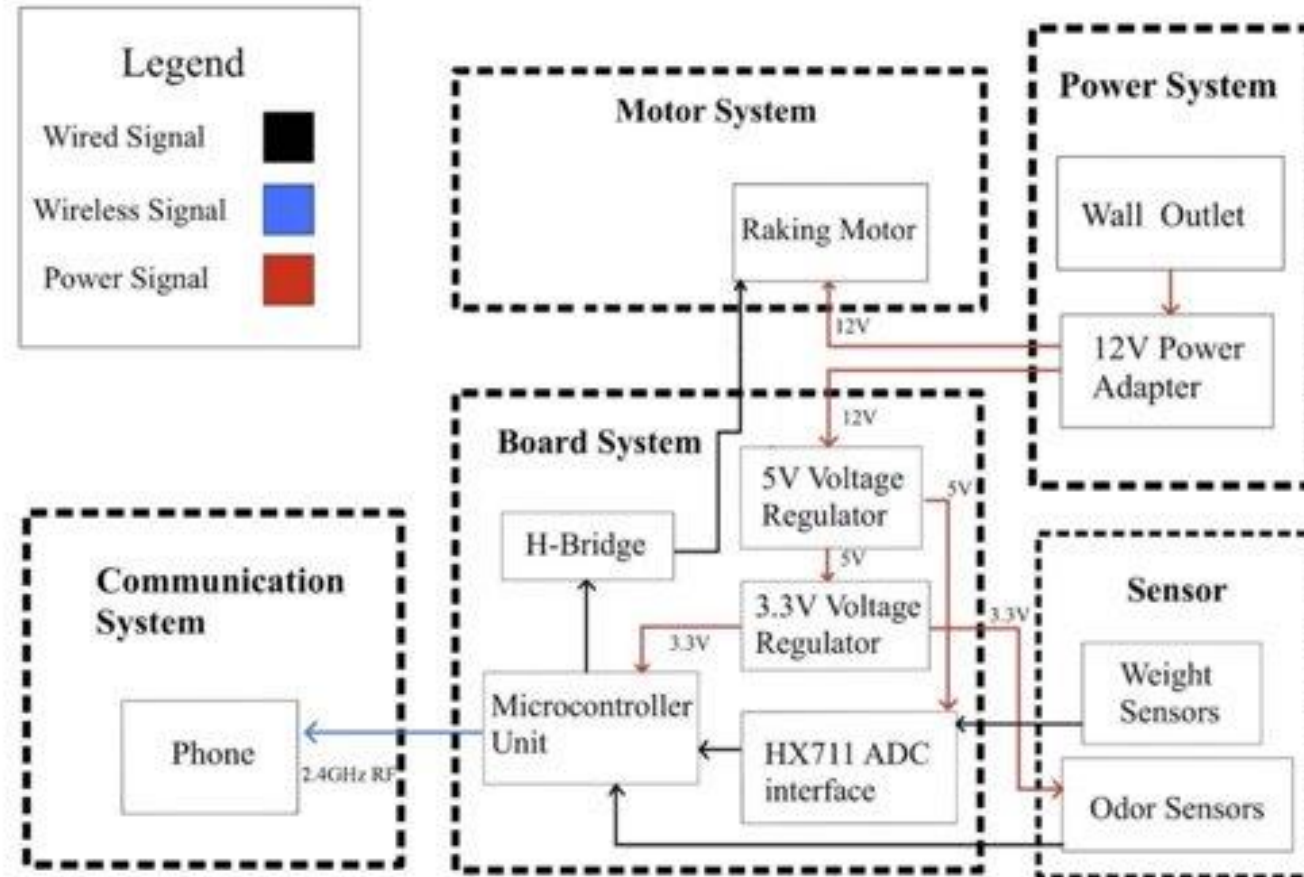 Legend
Wired Signal
Wireless Signal
Power Signal
Motor System
Raking Motor
12V
Power System
Wall Outlet
12V Power
Adapter
Board System
12V
5V Voltage
Regulator
5V
5V
H-Bridge
3.3V Voltage
Regulator
3.3V
3.3V
Microcontroller
Unit
HX711 ADC
interface
Communication
System
Phone
2.4GHz RF
Sensor
Weight
Sensors
Odor Sensors